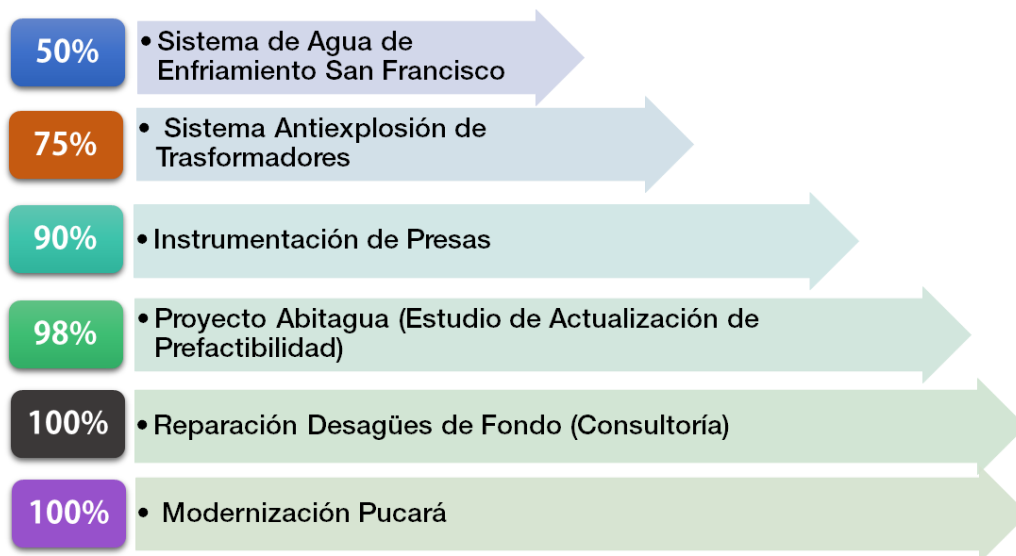 50%
• Sistema de Agua de
Enfriamiento San Francisco
75%
• Sistema Antiexplosión de
Trasformadores
90%
• Instrumentación de Presas
98%
• Proyecto Abitagua (Estudio de Actualización de
Prefactibilidad)
100%
• Reparación Desagües de Fondo (Consultoría)
100%
• Modernización Pucará